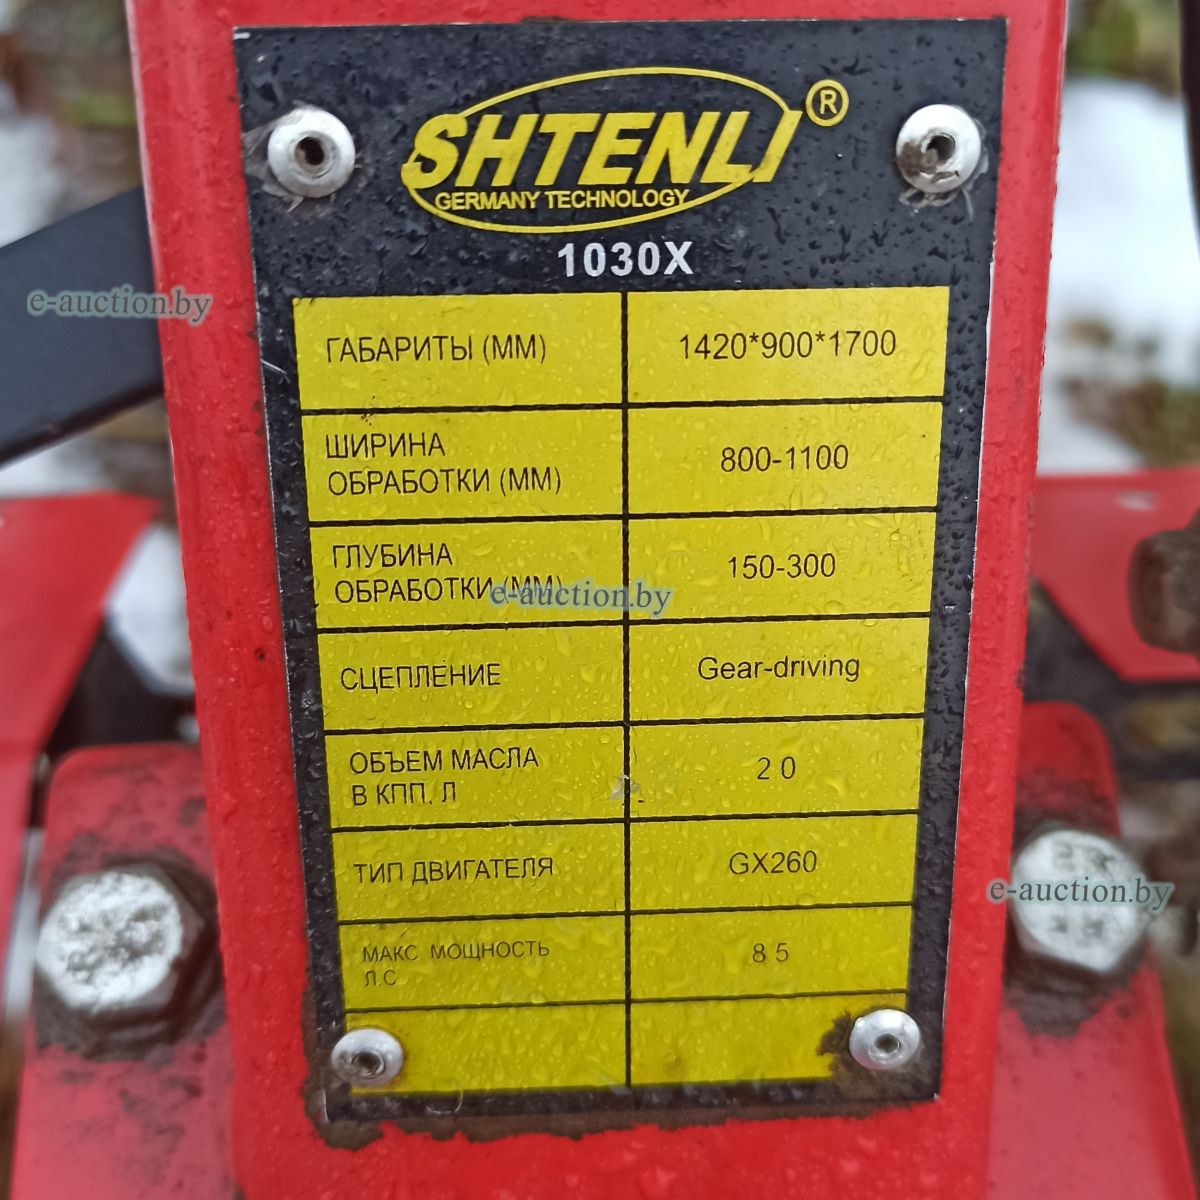 SHTENLI ®
GERMANY TECHNOLOGY
1030X
ГАБАРИТЫ (ММ) 1420*900*1700
ШИРИНА
ОБРАБОТКИ (ММ) 800-1100
ГЛУБИНА
ОБРАБОТКИ (ММ) 150-300
СЦЕПЛЕНИЕ Gear-driving
ОБЪЕМ МАСЛА
В КПП, Л 2 0
ТИП ДВИГАТЕЛЯ GX260
МАКС МОЩНОСТЬ
Л.С 8 5
e-auction.by
e-auction.by
e-auction.by